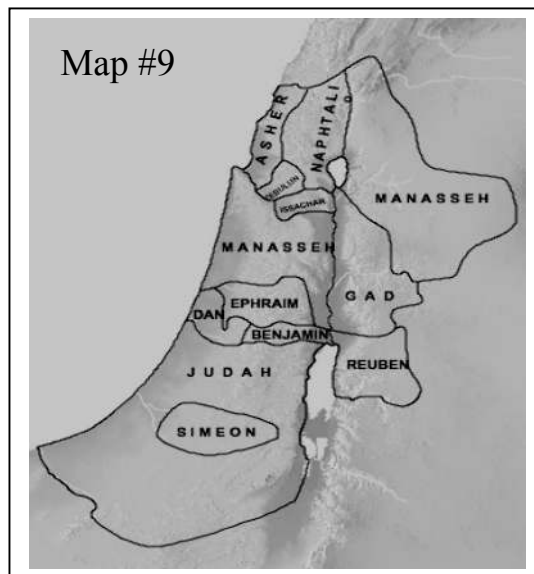 Map #9
ASHER
NAPHTALI
ZEBULUN
ISSACHAR
MANASSEH
MANASSEH
GAD
EPHRAIM
DAN
BENJAMIN
REUBEN
JUDAH
SIMEON